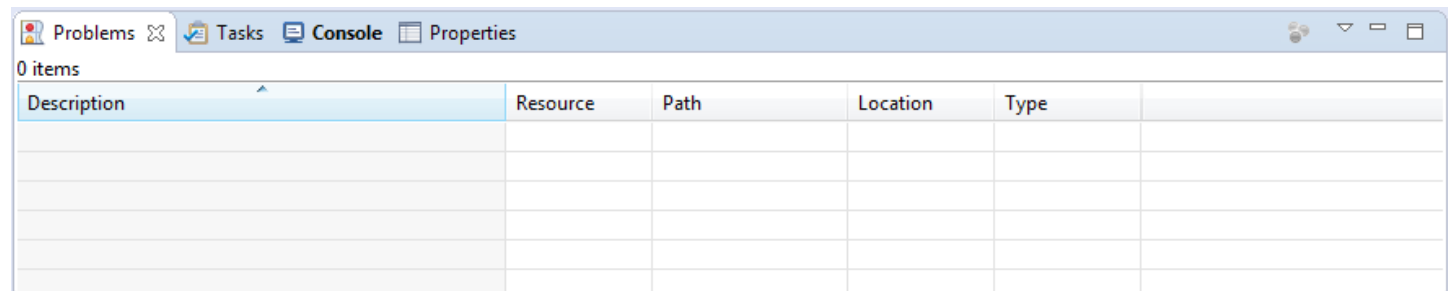 Problems Tasks Console Properties
0 items
Description Resource Path Location Type